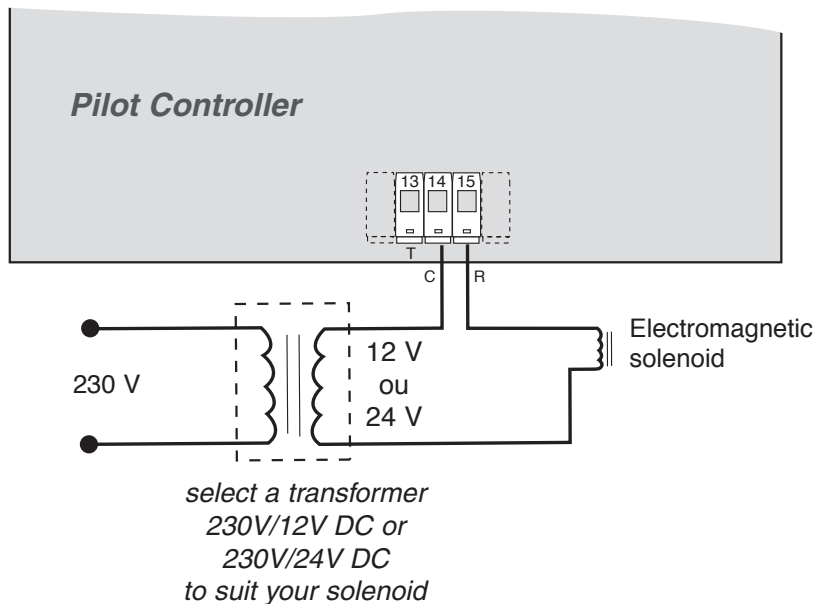 Pilot Controller
13 14 15
T
C R
Electromagnetic
solenoid
12 V
ou
24 V
230 V
select a transformer
230V/12V DC or
230V/24V DC
to suit your solenoid